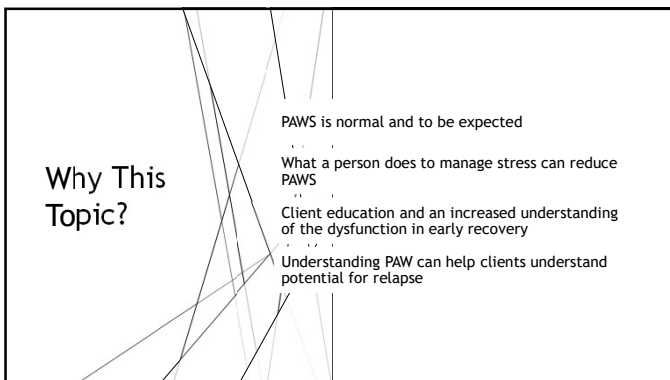 Why This
Topic?
PAWS is normal and to be expected
What a person does to manage stress can reduce
PAWS
Client education and an increased understanding
of the dysfunction in early recovery
Understanding PAW can help clients understand
potential for relapse